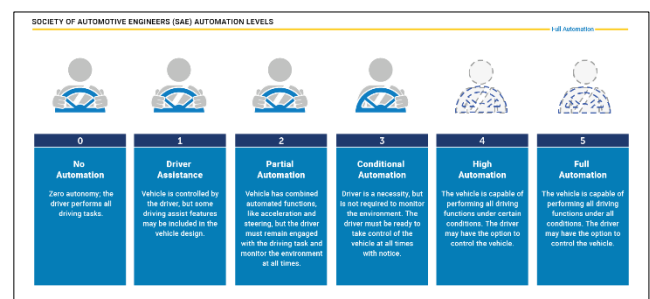 SOCIETY OF AUTOMOTIVE ENGINEERS (SAE) AUTOMATION LEVELS
Full Automation
0
No
Automation
Zero autonomy; the
driver performs all
driving tasks.
1
Driver
Assistance
Vehicle is controlled by
the driver, but some
driving assist features
may be included in the
vehicle design.
2
Partial
Automation
Vehicle has combined
automated functions,
like acceleration and
steering, but the driver
must remain engaged
with the driving task and
monitor the environment
at all times.
3
Conditional
Automation
Driver is a necessity, but
is not required to monitor
the environment. The
driver must be ready to
take control of the
vehicle at all times
with notice.
4
High
Automation
The vehicle is capable of
performing all driving
functions under certain
conditions. The driver
may have the option to
control the vehicle.
5
Full
Automation
The vehicle is capable of
performing all driving
functions under all
conditions. The driver
may have the option to
control the vehicle.